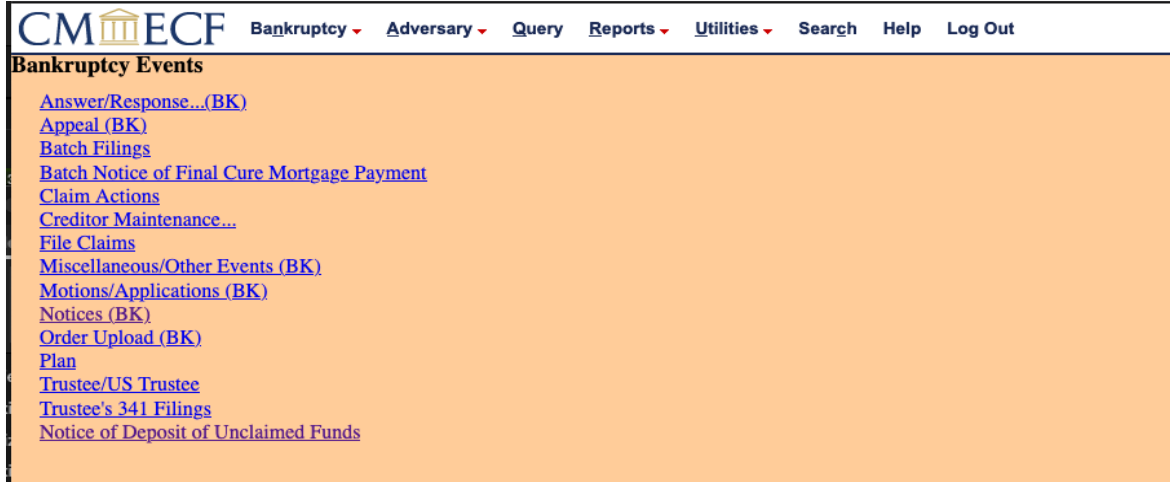 CM ECF Bankruptcy Adversary Query Reports Utilities Search Help Log Out
Bankruptcy Events
Answer/Response...(BK)
Appeal (BK)
Batch Filings
Batch Notice of Final Cure Mortgage Payment
Claim Actions
Creditor Maintenance...
File Claims
Miscellaneous/Other Events (BK)
Motions/Applications (BK)
Notices (BK)
Order Upload (BK)
Plan
Trustee/US Trustee
Trustee's 341 Filings
Notice of Deposit of Unclaimed Funds